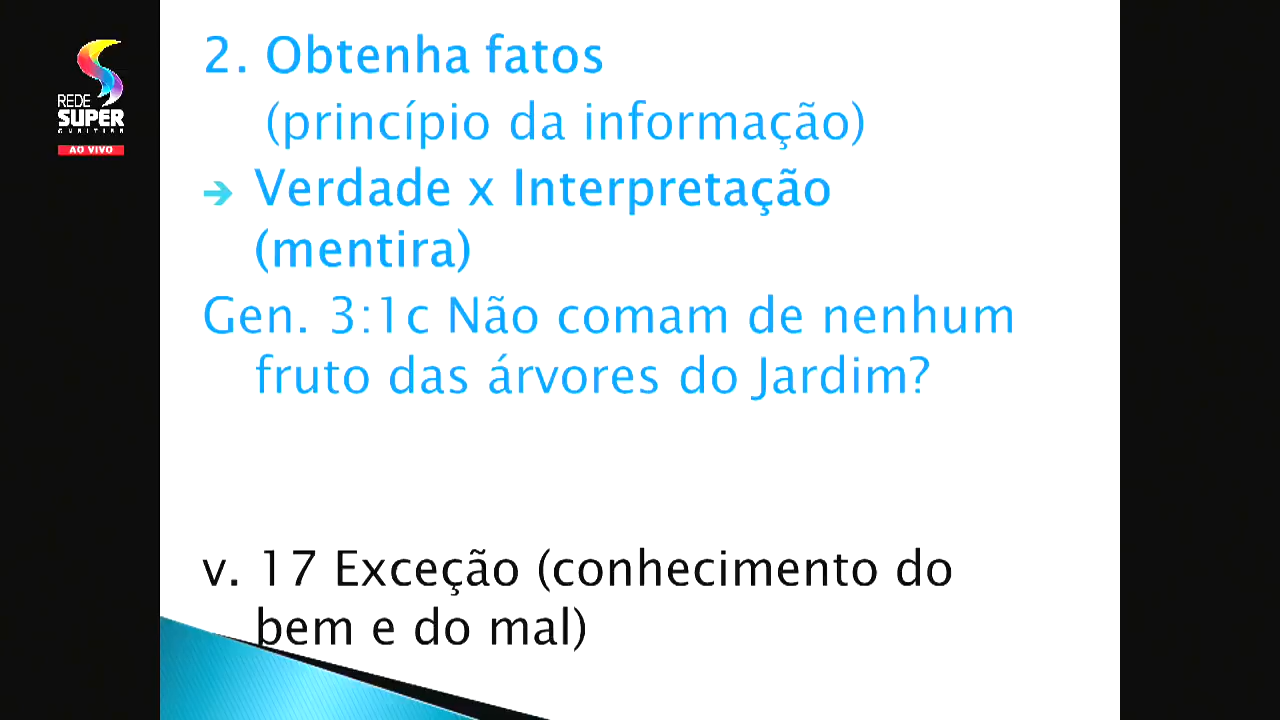 REDE
SUPER
CURITIBA
AO VIVO
2. Obtenha fatos
(princípio da informação)
Verdade x Interpretação
(mentira)
Gen. 3:1c Não comam de nenhum
fruto das árvores do Jardim?
v. 17 Exceção (conhecimento do
bem e do mal)